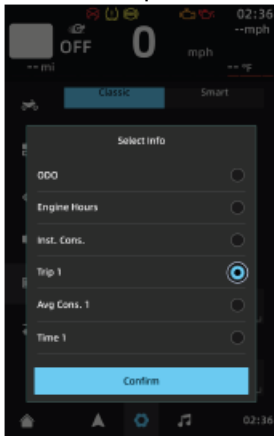 02:36
OFF
0
mph
--mph
-- mi
-- °F
Classic
Smart
Select Info
ODO
Engine Hours
Inst. Cons.
Trip 1
Avg Cons. 1
Time 1
Confirm
02:36